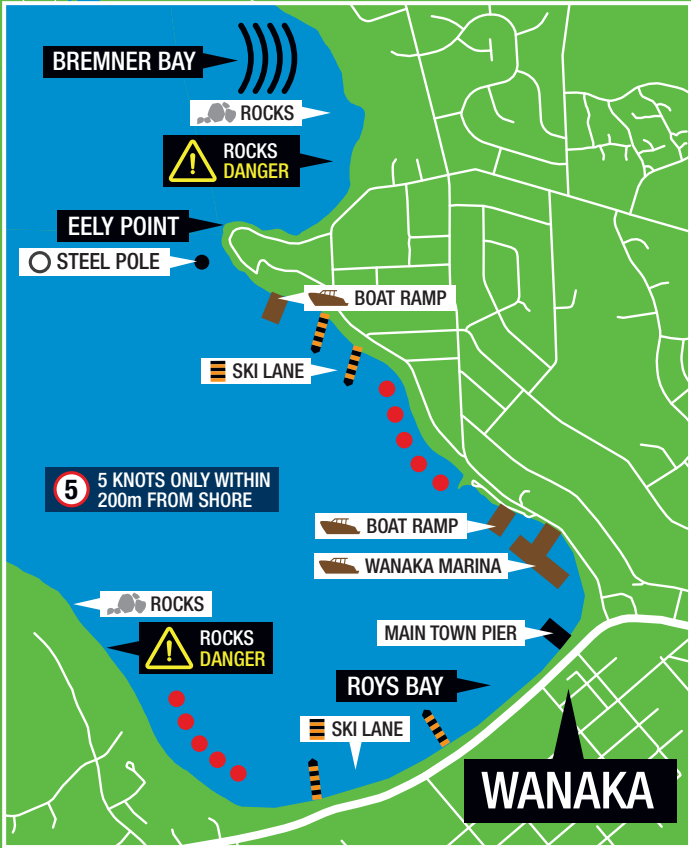 BREMNER BAY
ROCKS
ROCKS
DANGER
EELY POINT
STEEL POLE
BOAT RAMP
SKI LANE
5
5 KNOTS ONLY WITHIN
200m FROM SHORE
BOAT RAMP
WANAKA MARINA
ROCKS
MAIN TOWN PIER
ROCKS
DANGER
ROYS BAY
SKI LANE
WANAKA